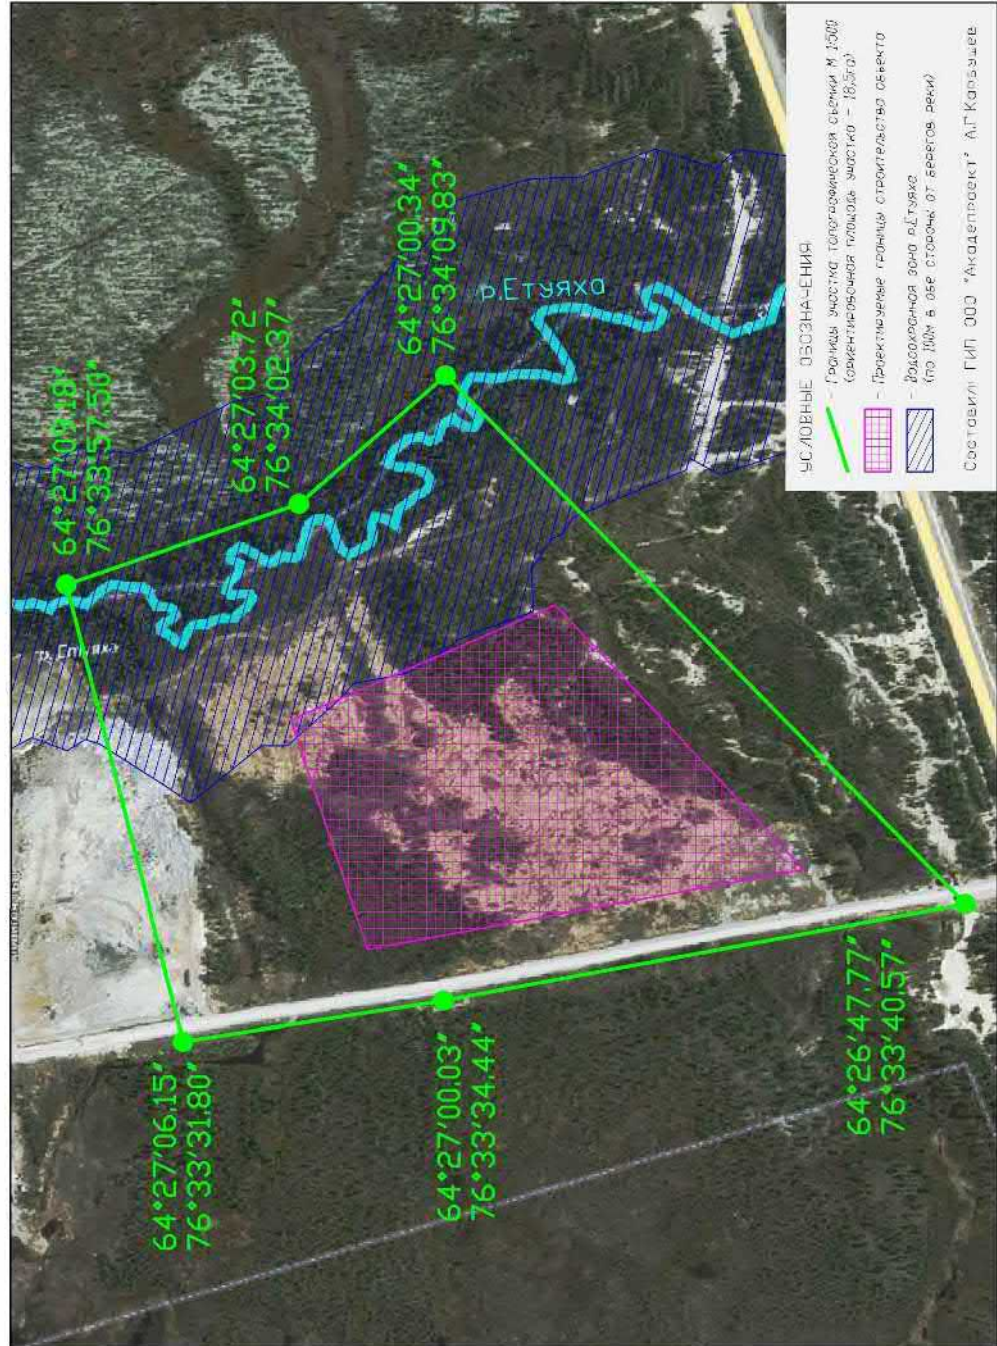 64°27'09.18"
76°33'57.50"
64°27'03.72"
76°34'02.37"
64°27'00.34"
76°34'09.83"
р.Етуяха
р. Етуяха
64°27'06.15"
76°33'31.80"
64°27'00.03"
76°33'34.44"
64°26'47.77"
76°33'40.57"
УСЛОВНЫЕ ОБОЗНАЧЕНИЯ
- Границы участка топографической съемки М 1:500
(ориентировочная площадь участка - 18,5га)
- Проектируемые границы строительства объекта
- Водоохранная зона р.Етуяха
(по 100м в обе стороны от берегов реки)
Составил: ГИП ООО "Академпроект" А.Г.